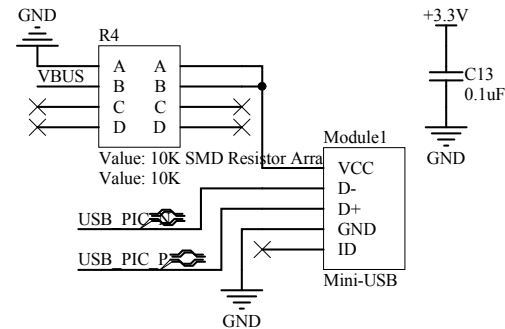 GND
+3.3V
R4
A A
VBUS
B B
C C
D D
C13
0.1uF
GND
Value: 10K SMD Resistor Arra
Value: 10K
Module1
VCC
D-
D+
GND
ID
Mini-USB
USB_PIC
USB_PIC_P
GND